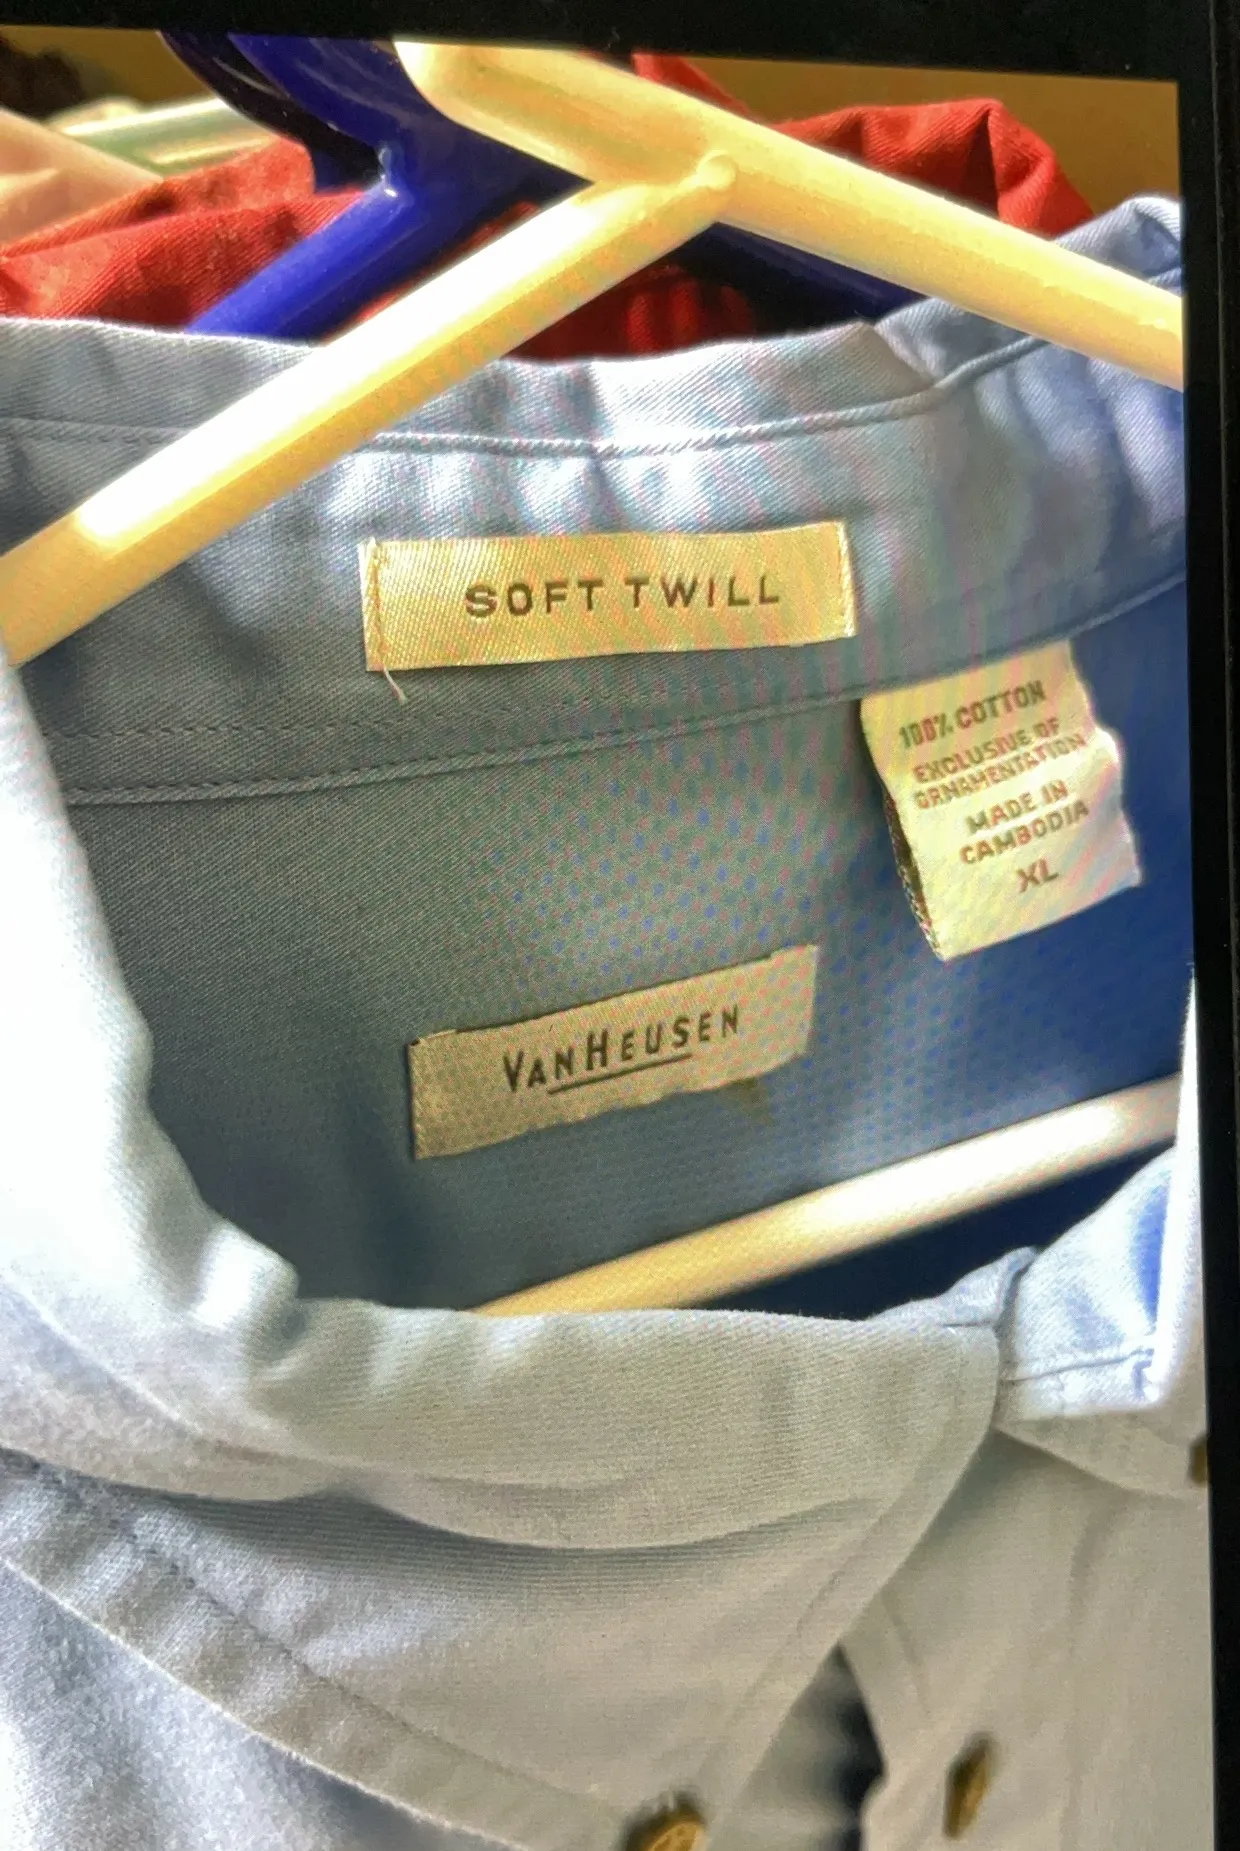 SOFT TWILL
100% COTTON
EXCLUSIVE OF
ORNAMENTATION
MADE IN
CAMBODIA
XL
VANHEUSEN